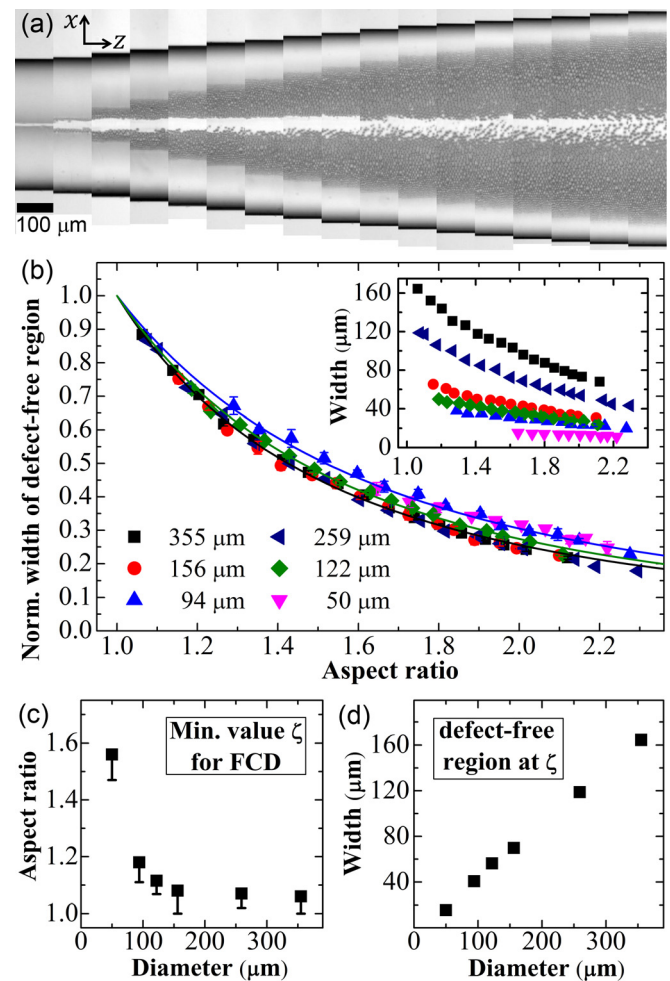 (a)
x
z
100 μm
(b)
Norm. width of defect-free region
1.0
0.9
0.8
0.7
0.6
0.5
0.4
0.3
0.2
0.1
0.0
1.0 1.2 1.4 1.6 1.8 2.0 2.2
Aspect ratio
355 μm
259 μm
156 μm
122 μm
94 μm
50 μm
Width (μm)
160
120
80
40
0
1.0 1.4 1.8 2.2
(c)
Min. value ζ
for FCD
Aspect ratio
1.6
1.4
1.2
1.0
0 100 200 300
Diameter (μm)
(d)
defect-free
region at ζ
Width (μm)
160
120
80
40
0 100 200 300
Diameter (μm)